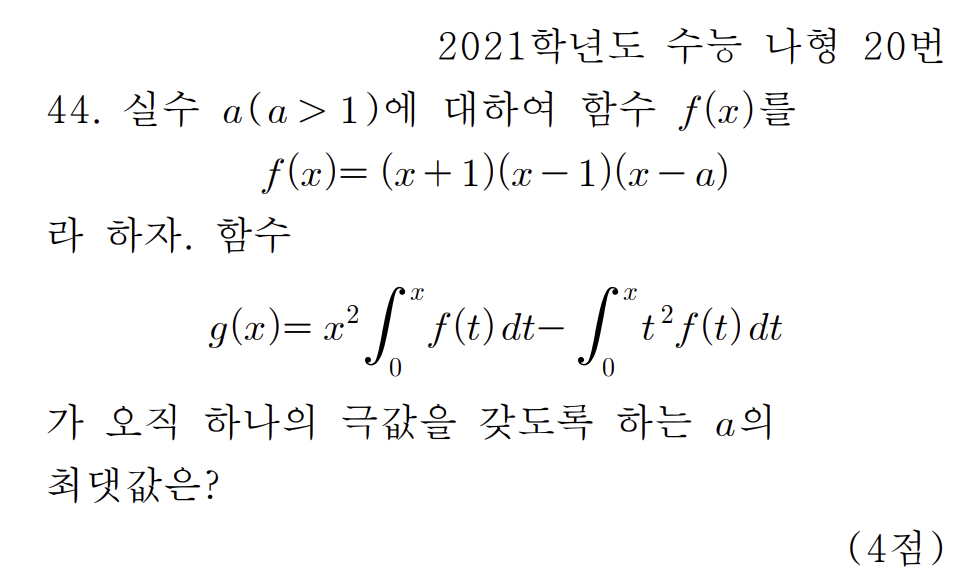 2021학년도 수능 나형 20번
44. 실수 a(a>1)에 대하여 함수 f(x)를
f(x)=(x+1)(x-1)(x-a)
라 하자. 함수
g(x)=x²∫₀ˣ f(t)dt-∫₀ˣ t²f(t)dt
가 오직 하나의 극값을 갖도록 하는 a의
최댓값은?
(4점)